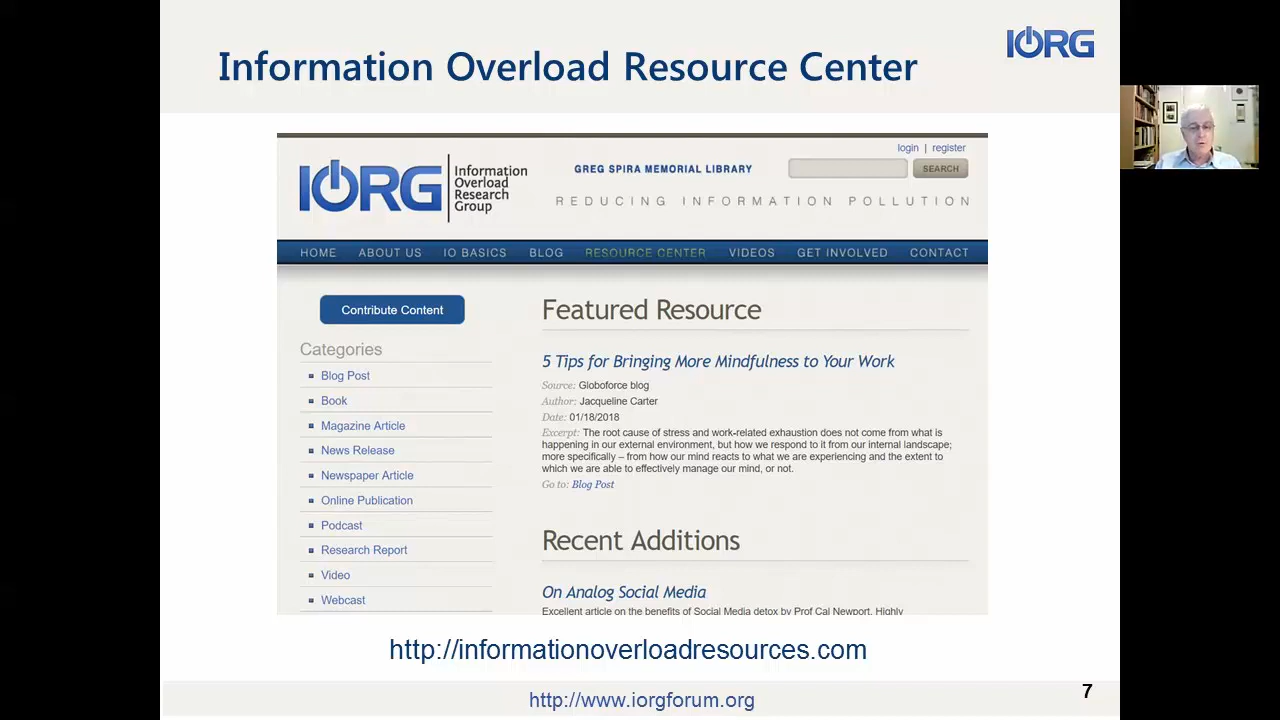 Information Overload Resource Center
IORG
login | register
IORG
Information
Overload
Research
Group
GREG SPIRA MEMORIAL LIBRARY
SEARCH
REDUCING INFORMATION POLLUTION
HOME ABOUT US IO BASICS BLOG RESOURCE CENTER VIDEOS GET INVOLVED CONTACT
Contribute Content
Categories
Blog Post
Book
Magazine Article
News Release
Newspaper Article
Online Publication
Podcast
Research Report
Video
Webcast
Featured Resource
5 Tips for Bringing More Mindfulness to Your Work
Source: Globoforce blog
Author: Jacqueline Carter
Date: 01/18/2018
Excerpt: The root cause of stress and work-related exhaustion does not come from what is
happening in our external environment, but how we respond to it from our internal landscape;
more specifically – from how our mind reacts to what we are experiencing and the extent to
which we are able to effectively manage our mind, or not.
Go to: Blog Post
Recent Additions
On Analog Social Media
Excellent article on the benefits of Social Media detox by Prof Cal Newport. Highly
http://informationoverloadresources.com
http://www.iorgforum.org
7